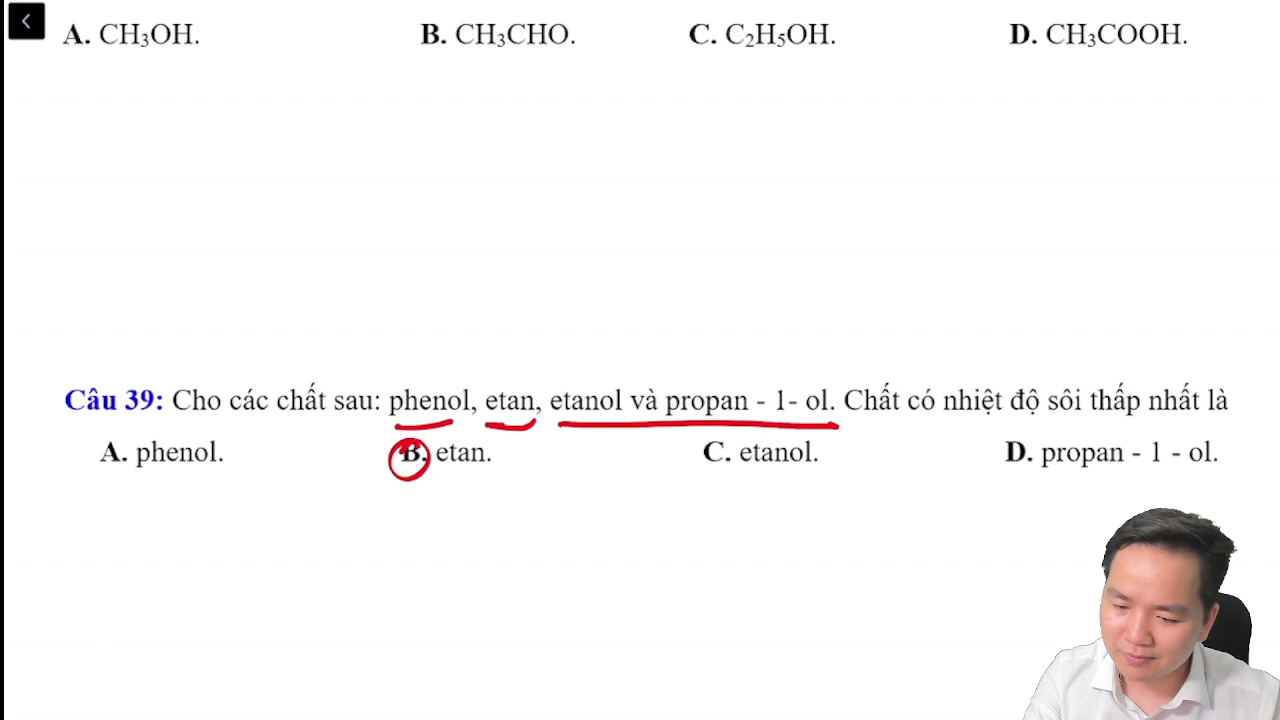 A. CH₃OH. B. CH₃CHO. C. C₂H₅OH. D. CH₃COOH.
Câu 39: Cho các chất sau: phenol, etan, etanol và propan - 1- ol. Chất có nhiệt độ sôi thấp nhất là
A. phenol. B. etan. C. etanol. D. propan - 1 - ol.